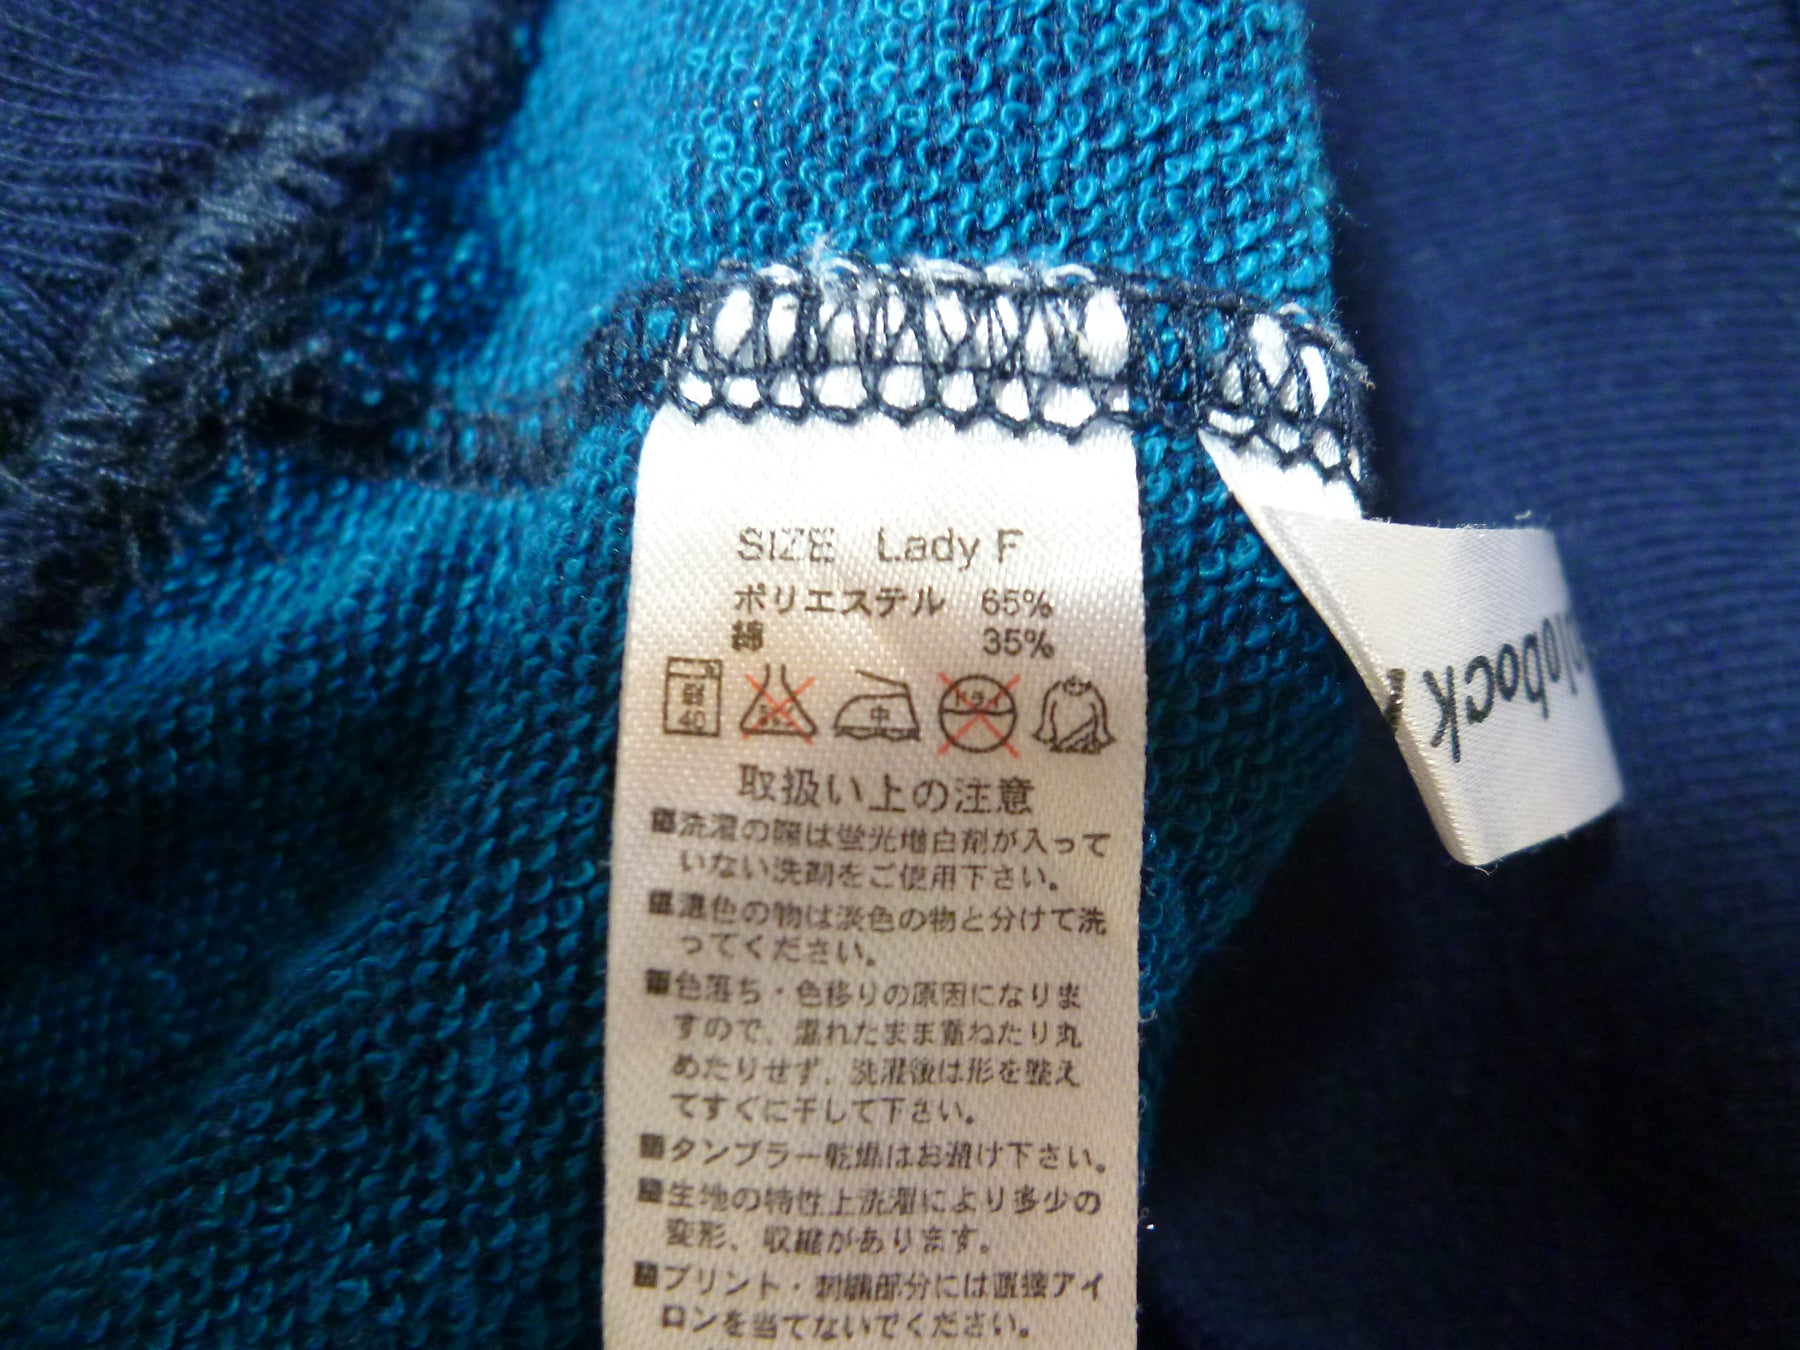 SIZE Lady F
ポリエステル 65%
綿 35%
40
中
ドライ
取扱い上の注意
■洗濯の際は蛍光増白剤が入って
いない洗剤をご使用下さい。
■濃色の物は淡色の物と分けて洗
ってください。
■色落ち・色移りの原因になりま
すので、濡れたまま重ねたり丸
めたりせず、洗濯後は形を整え
てすぐに干して下さい。
■タンブラー乾燥はお避け下さい。
■生地の特性上洗濯により多少の
変形、収縮があります。
■プリント・刺繍部分には直接アイ
ロンを当てないでください。